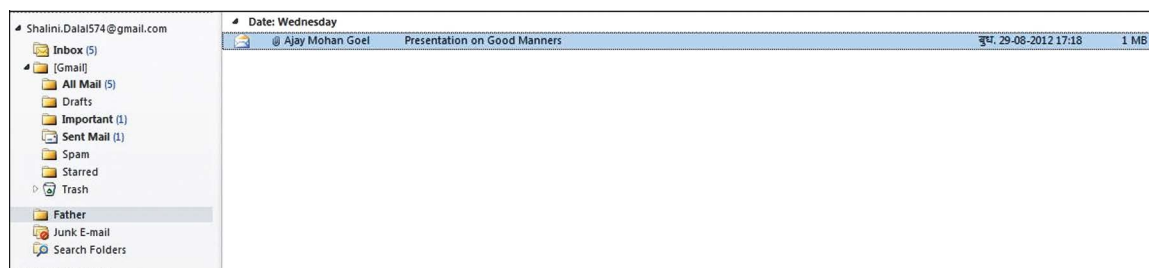 Shalini.Dalal574@gmail.com
Inbox (5)
[Gmail]
All Mail (5)
Drafts
Important (1)
Sent Mail (1)
Spam
Starred
Trash
Father
Junk E-mail
Search Folders
Date: Wednesday
Ajay Mohan Goel Presentation on Good Manners बुध. 29-08-2012 17:18 1 MB